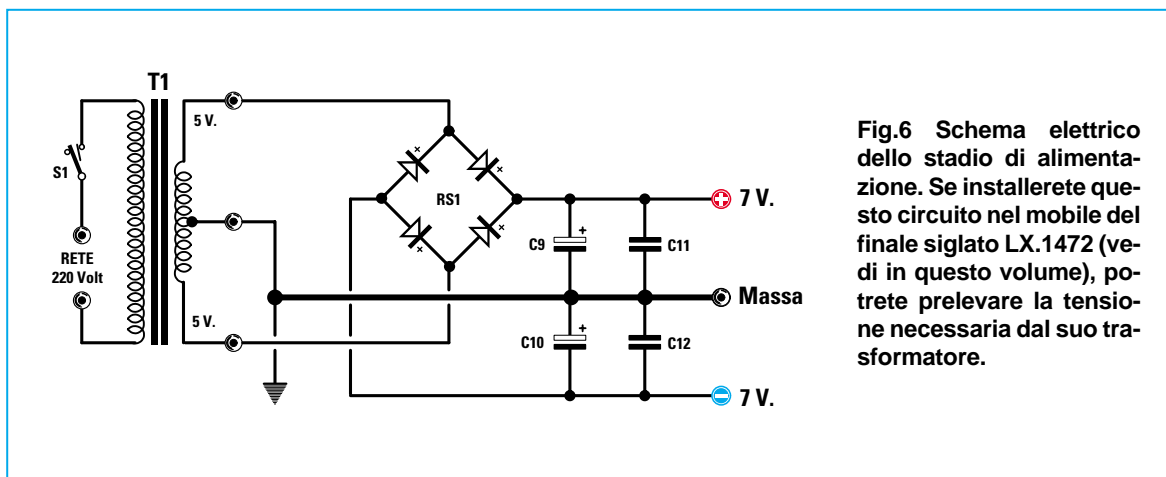 T1
5 V.
S1
RS1
+ 7 V.
C9
+
C11
RETE
220 Volt
Massa
5 V.
C10
+
C12
- 7 V.
Fig.6 Schema elettrico
dello stadio di alimenta-
zione. Se installerete que-
sto circuito nel mobile del
finale siglato LX.1472 (ve-
di in questo volume), po-
trete prelevare la tensio-
ne necessaria dal suo tra-
sformatore.